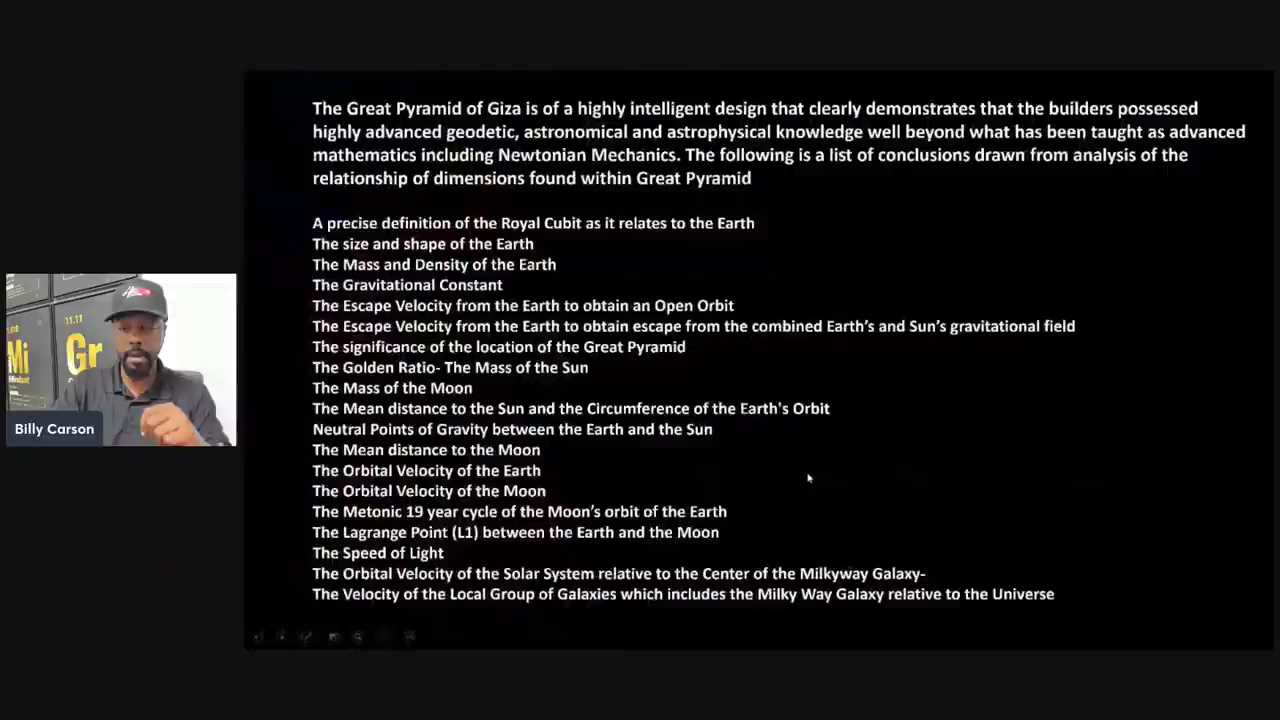 The Great Pyramid of Giza is of a highly intelligent design that clearly demonstrates that the builders possessed
highly advanced geodetic, astronomical and astrophysical knowledge well beyond what has been taught as advanced
mathematics including Newtonian Mechanics. The following is a list of conclusions drawn from analysis of the
relationship of dimensions found within Great Pyramid
A precise definition of the Royal Cubit as it relates to the Earth
The size and shape of the Earth
The Mass and Density of the Earth
The Gravitational Constant
The Escape Velocity from the Earth to obtain an Open Orbit
The Escape Velocity from the Earth to obtain escape from the combined Earth's and Sun's gravitational field
The significance of the location of the Great Pyramid
The Golden Ratio- The Mass of the Sun
The Mass of the Moon
The Mean distance to the Sun and the Circumference of the Earth's Orbit
Neutral Points of Gravity between the Earth and the Sun
The Mean distance to the Moon
The Orbital Velocity of the Earth
The Orbital Velocity of the Moon
The Metonic 19 year cycle of the Moon's orbit of the Earth
The Lagrange Point (L1) between the Earth and the Moon
The Speed of Light
The Orbital Velocity of the Solar System relative to the Center of the Milkyway Galaxy-
The Velocity of the Local Group of Galaxies which includes the Milky Way Galaxy relative to the Universe
11.11
Mi
Gr
Billy Carson